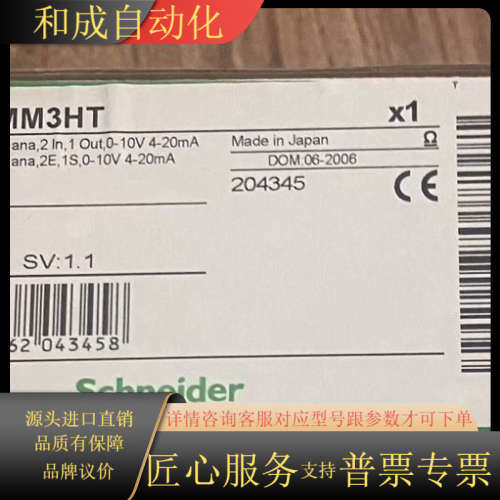 和成自动化
MM3HT
x1
ana,2 In,1 Out,0-10V 4-20mA
ana,2E,1S,0-10V 4-20mA
Made in Japan
Ω
DOM:06-2006
204345
CE
SV:1.1
62 043458
Schneider
源头进口直销
品质有保障
品牌议价
详情咨询客服对应型号跟参数才可下单
匠心服务支持普票专票